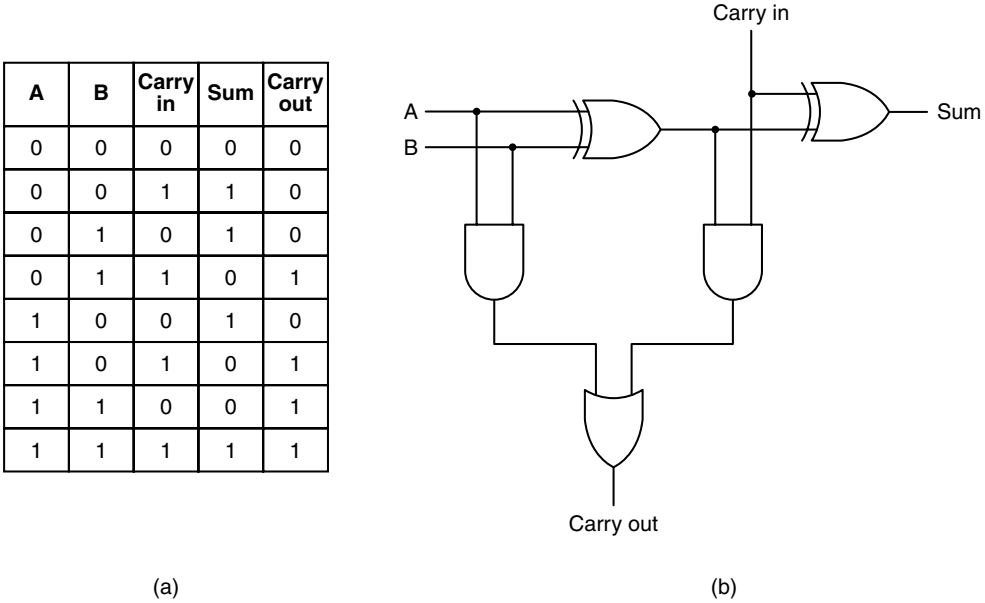 A B Carry in Sum Carry out
0 0 0 0 0
0 0 1 1 0
0 1 0 1 0
0 1 1 0 1
1 0 0 1 0
1 0 1 0 1
1 1 0 0 1
1 1 1 1 1
(a)
Carry in
A
Sum
B
Carry out
(b)